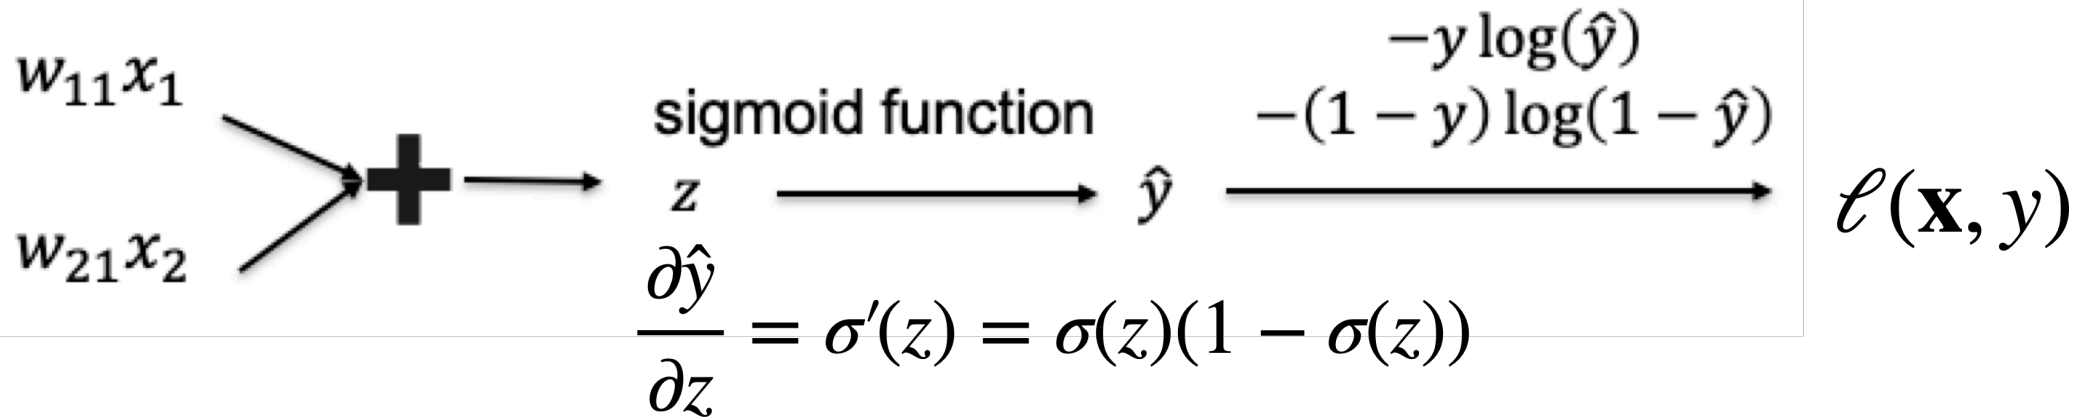 w₁₁x₁
w₂₁x₂
sigmoid function
z
ŷ
−y log(ŷ)
−(1 − y) log(1 − ŷ)
ℓ(𝐱, y)
∂ŷ/∂z = σ′(z) = σ(z)(1 − σ(z))